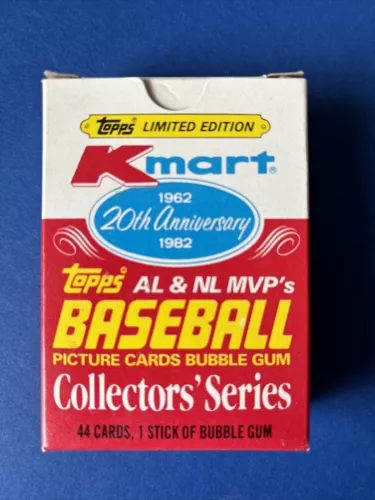 Topps LIMITED EDITION
Kmart®
1962
20th Anniversary
1982
Topps® AL & NL MVP's
BASEBALL
PICTURE CARDS BUBBLE GUM
Collectors' Series
44 CARDS, 1 STICK OF BUBBLE GUM